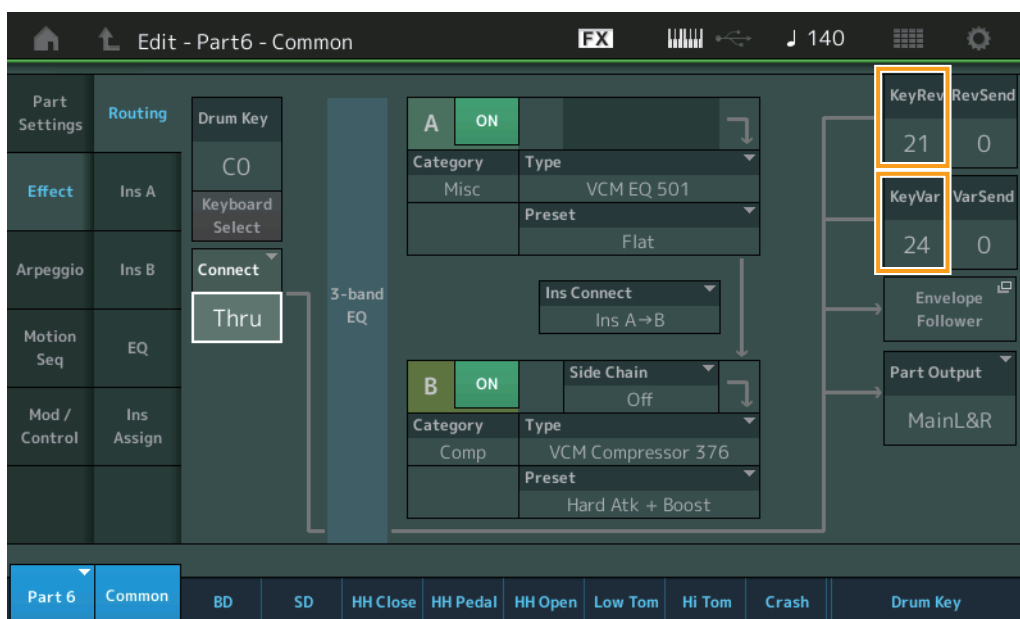 Edit - Part6 - Common
FX
♩ 140
Part
Settings
Effect
Arpeggio
Motion
Seq
Mod /
Control
Routing
Ins A
Ins B
EQ
Ins
Assign
Drum Key
C0
Keyboard
Select
Connect
Thru
3-band
EQ
A
ON
Category
Type
Misc
VCM EQ 501
Preset
Flat
Ins Connect
Ins A→B
B
ON
Side Chain
Off
Category
Type
Comp
VCM Compressor 376
Preset
Hard Atk + Boost
KeyRev
RevSend
21
0
KeyVar
VarSend
24
0
Envelope
Follower
Part Output
MainL&R
Part 6
Common
BD
SD
HH Close
HH Pedal
HH Open
Low Tom
Hi Tom
Crash
Drum Key